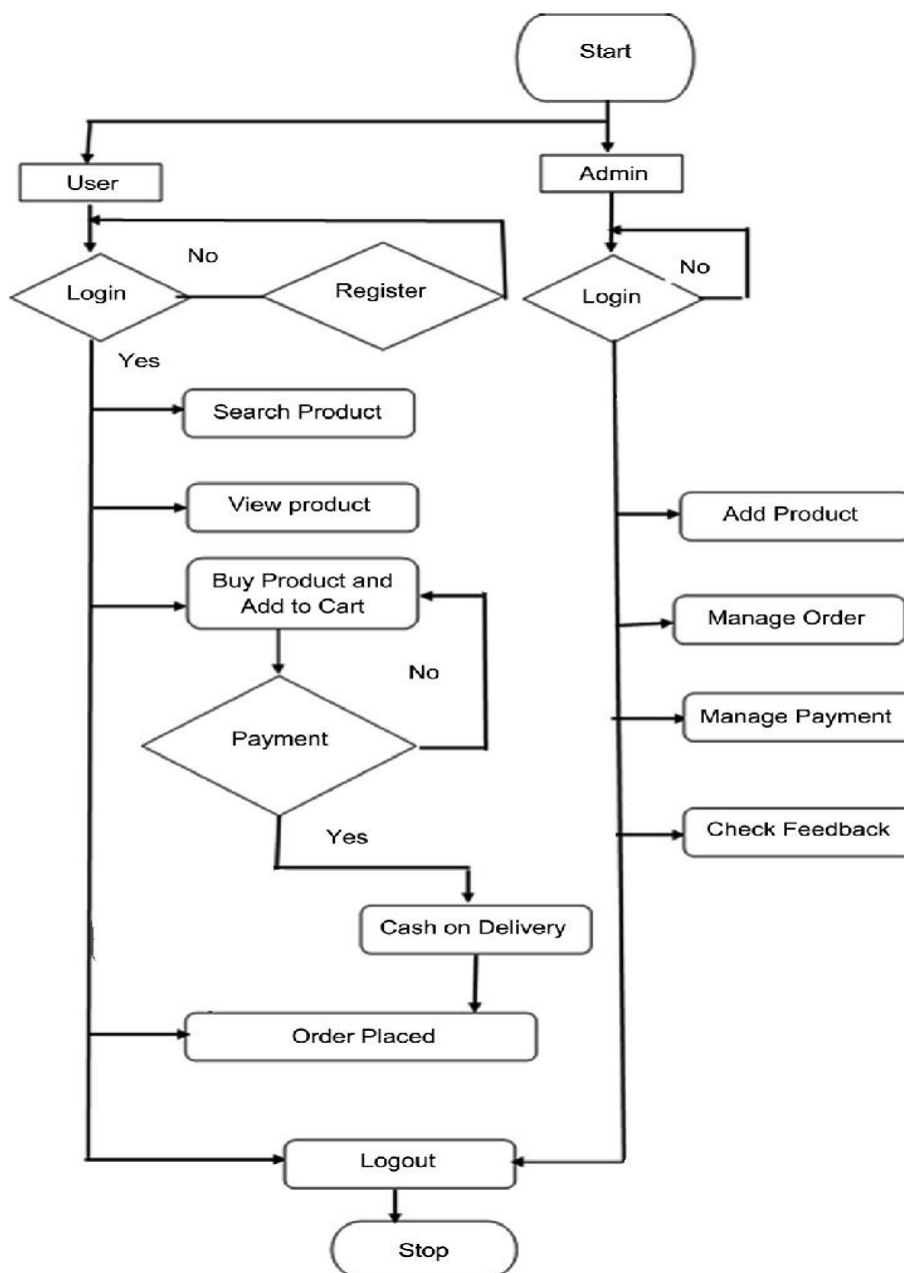 Start
User
Admin
No
Login
Register
No
Login
Yes
Search Product
View product
Add Product
Buy Product and
Add to Cart
Manage Order
No
Payment
Manage Payment
Yes
Check Feedback
Cash on Delivery
Order Placed
Logout
Stop